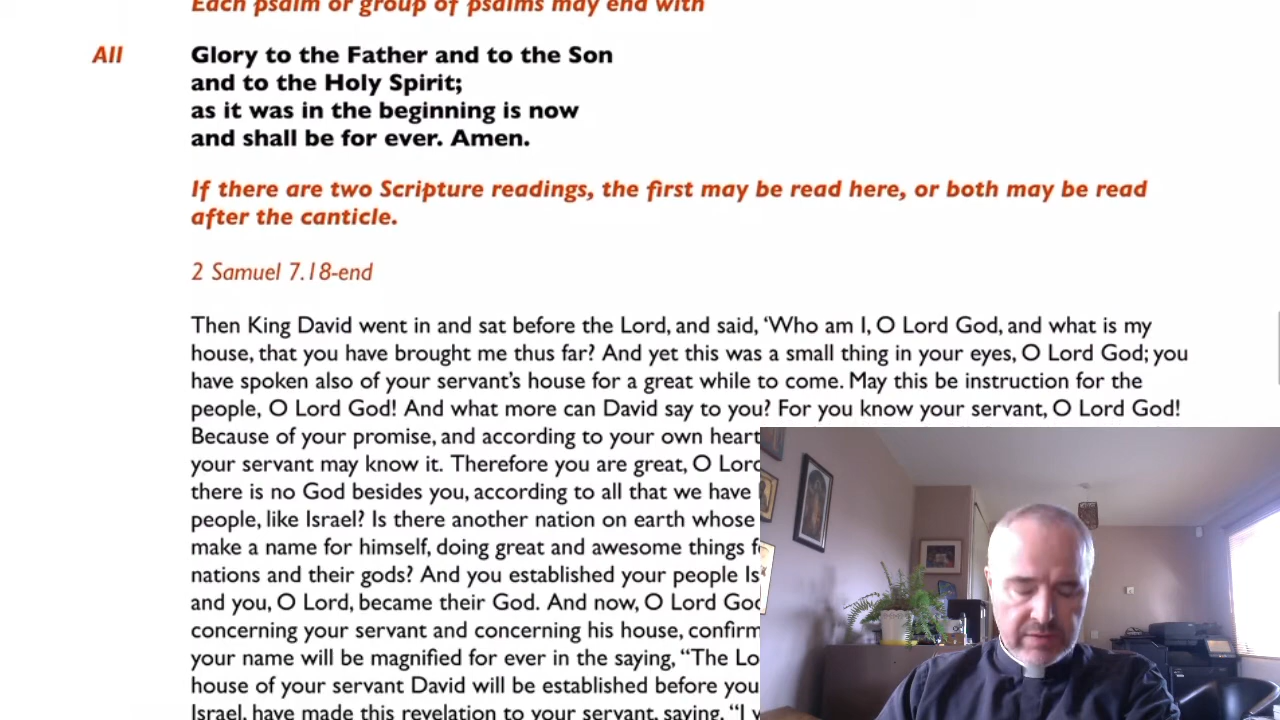 Each psalm or group of psalms may end with
All Glory to the Father and to the Son
and to the Holy Spirit;
as it was in the beginning is now
and shall be for ever. Amen.
If there are two Scripture readings, the first may be read here, or both may be read
after the canticle.
2 Samuel 7.18-end
Then King David went in and sat before the Lord, and said, ‘Who am I, O Lord God, and what is my
house, that you have brought me thus far? And yet this was a small thing in your eyes, O Lord God; you
have spoken also of your servant’s house for a great while to come. May this be instruction for the
people, O Lord God! And what more can David say to you? For you know your servant, O Lord God!
Because of your promise, and according to your own heart
your servant may know it. Therefore you are great, O
there is no God besides you, according to all that we have
people, like Israel? Is there another nation on earth whose
make a name for himself, doing great and awesome things
nations and their gods? And you established your people
and you, O Lord, became their God. And now, O Lord
concerning your servant and concerning his house, confirm
your name will be magnified for ever in the saying, “The
house of your servant David will be established before you
Israel, have made this revelation to your servant, saying, “I